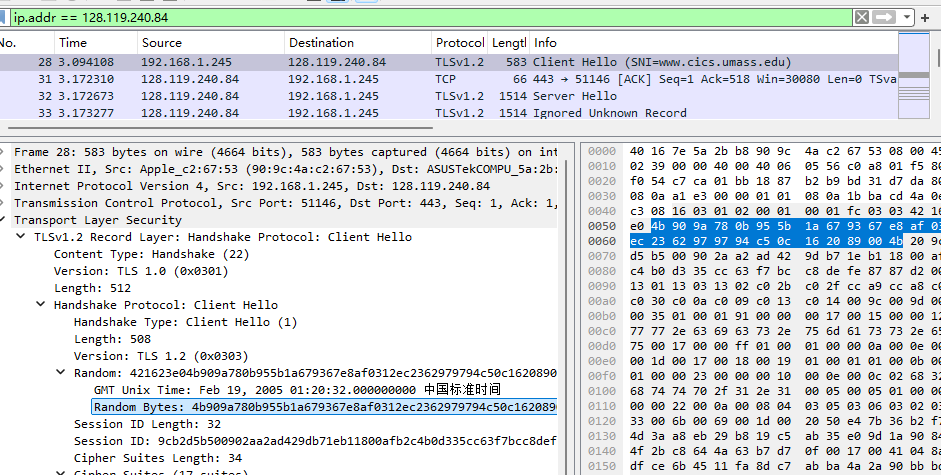 ip.addr == 128.119.240.84
No. Time Source Destination Protocol Length Info
28 3.094108 192.168.1.245 128.119.240.84 TLSv1.2 583 Client Hello (SNI=www.cics.umass.edu)
31 3.172310 128.119.240.84 192.168.1.245 TCP 66 443 → 51146 [ACK] Seq=1 Ack=518 Win=30080 Len=0 TSva
32 3.172673 128.119.240.84 192.168.1.245 TLSv1.2 1514 Server Hello
33 3.173277 128.119.240.84 192.168.1.245 TLSv1.2 1514 Ignored Unknown Record
Frame 28: 583 bytes on wire (4664 bits), 583 bytes captured (4664 bits) on int
Ethernet II, Src: Apple_c2:67:53 (90:9c:4a:c2:67:53), Dst: ASUSTekCOMPU_5a:2b:
Internet Protocol Version 4, Src: 192.168.1.245, Dst: 128.119.240.84
Transmission Control Protocol, Src Port: 51146, Dst Port: 443, Seq: 1, Ack: 1,
Transport Layer Security
TLSv1.2 Record Layer: Handshake Protocol: Client Hello
Content Type: Handshake (22)
Version: TLS 1.0 (0x0301)
Length: 512
Handshake Protocol: Client Hello
Handshake Type: Client Hello (1)
Length: 508
Version: TLS 1.2 (0x0303)
Random: 421623e04b909a780b955b1a679367e8af0312ec2362979794c50c1620890
GMT Unix Time: Feb 19, 2005 01:20:32.000000000 中国标准时间
Random Bytes: 4b909a780b955b1a679367e8af0312ec2362979794c50c162089
Session ID Length: 32
Session ID: 9cb2d5b500902aa2ad429db71eb11800afb2c4b0d335cc63f7bcc8def
Cipher Suites Length: 34
Cipher Suites (17 suites)
0000 40 16 7e 5a 2b b8 90 9c 4a c2 67 53 08 00 45
0010 02 39 00 00 40 00 40 06 05 56 c0 a8 01 f5 80
0020 f0 54 c7 ca 01 bb 18 87 b2 b9 bd 31 d7 da 80
0030 08 0a a1 e3 00 00 01 01 08 0a 1b ba cd 4a 0e
0040 c3 08 16 03 01 02 00 01 00 01 fc 03 03 42 16
0050 e0 4b 90 9a 78 0b 95 5b 1a 67 93 67 e8 af 03
0060 ec 23 62 97 97 94 c5 0c 16 20 89 00 4b 20 9c
0070 d5 b5 00 90 2a a2 ad 42 9d b7 1e b1 18 00 af
0080 c4 b0 d3 35 cc 63 f7 bc c8 de fe 87 87 d2 00
0090 13 01 13 03 13 02 c0 2b c0 2f cc a9 cc a8 c0
00a0 c0 30 c0 0a c0 09 c0 13 c0 14 00 9c 00 9d 00
00b0 00 35 01 00 01 91 00 00 00 17 00 15 00 00 12
00c0 77 77 2e 63 69 63 73 2e 75 6d 61 73 73 2e 65
00d0 75 00 17 00 00 ff 01 00 01 00 00 0a 00 0e 00
00e0 00 1d 00 17 00 18 00 19 01 00 01 01 00 0b 00
00f0 01 00 00 23 00 00 00 10 00 0e 00 0c 02 68 32
0100 68 74 74 70 2f 31 2e 31 00 05 00 05 01 00 00
0110 00 00 22 00 0a 00 08 04 03 05 03 06 03 02 03
0120 33 00 6b 00 69 00 1d 00 20 50 e4 7b 36 b2 f7
0130 4d 3a a8 eb 29 b8 19 c5 ab 35 e0 9d 1a 90 84
0140 4f 2b c8 84 64 4a 63 b7 d7 0f 00 17 00 41 04
0150 df ce 6b 45 11 fa 8d c7 ab ba 4a 2a 90 bb